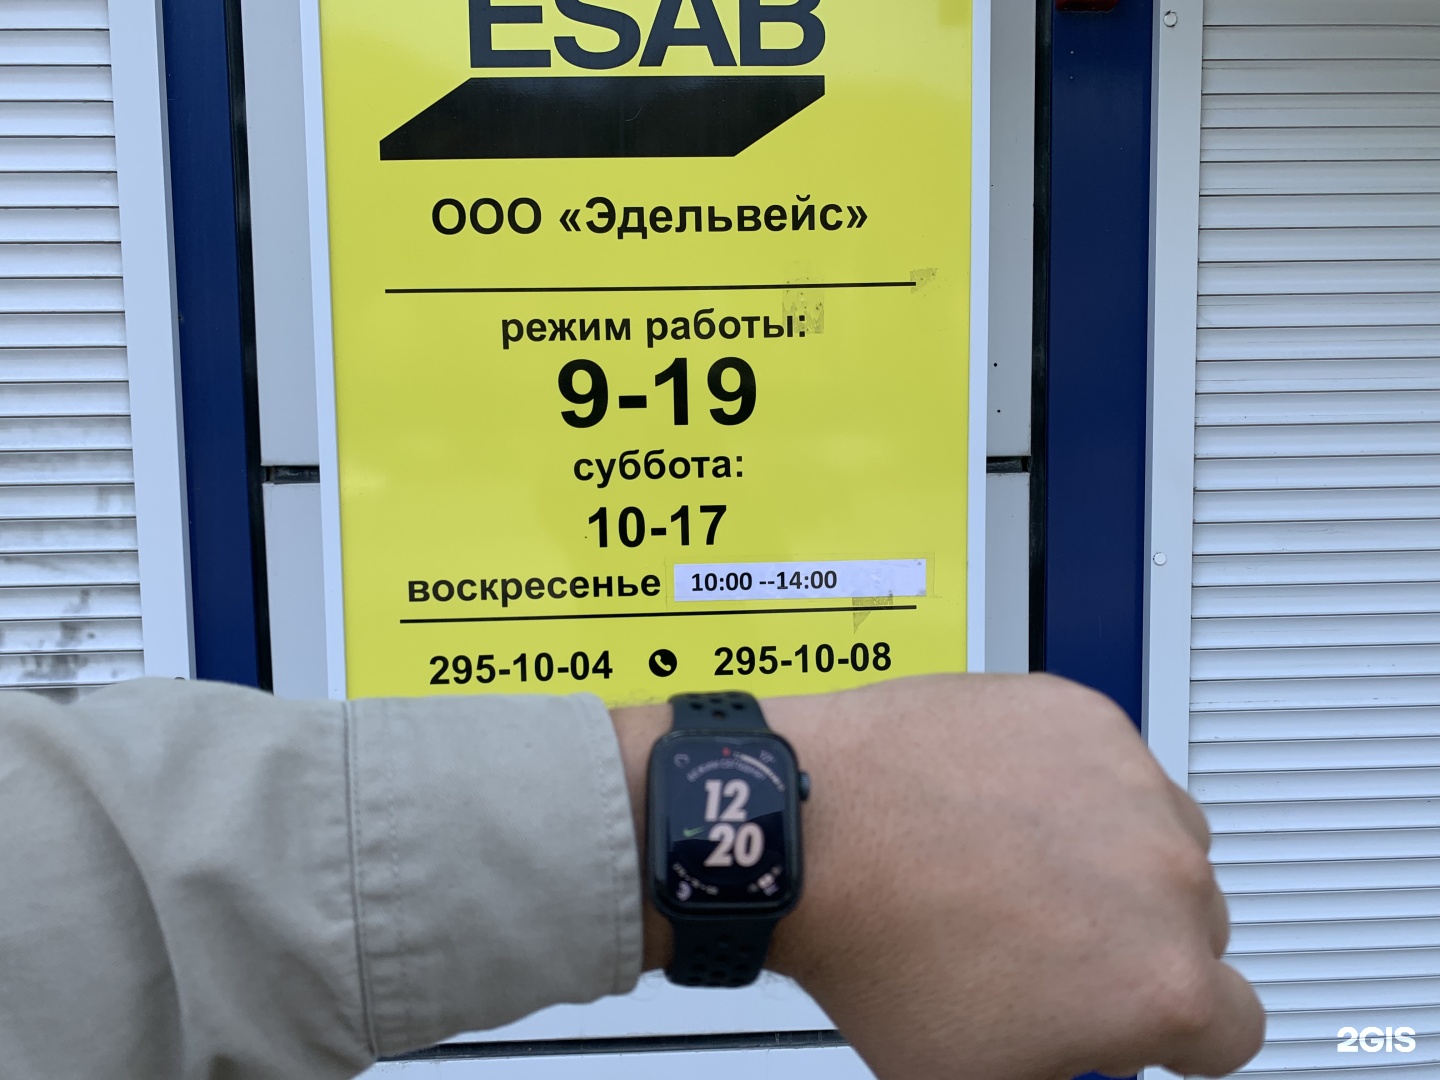 ESAB
ООО «Эдельвейс»
режим работы:
9-19
суббота:
10-17
воскресенье 10:00 --14:00
295-10-04 295-10-08
12
20
2GIS